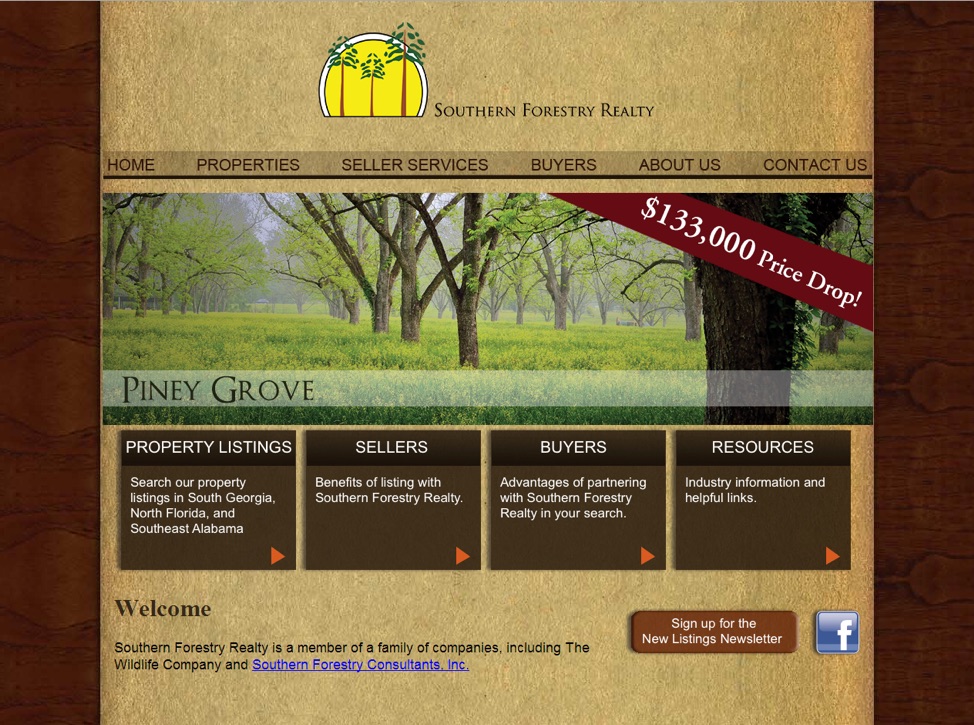 Southern Forestry Realty
HOME PROPERTIES SELLER SERVICES BUYERS ABOUT US CONTACT US
$133,000 Price Drop!
Piney Grove
PROPERTY LISTINGS
Search our property
listings in South Georgia,
North Florida, and
Southeast Alabama
SELLERS
Benefits of listing with
Southern Forestry Realty.
BUYERS
Advantages of partnering
with Southern Forestry
Realty in your search.
RESOURCES
Industry information and
helpful links.
Welcome
Southern Forestry Realty is a member of a family of companies, including The
Wildlife Company and Southern Forestry Consultants, Inc.
Sign up for the
New Listings Newsletter
f